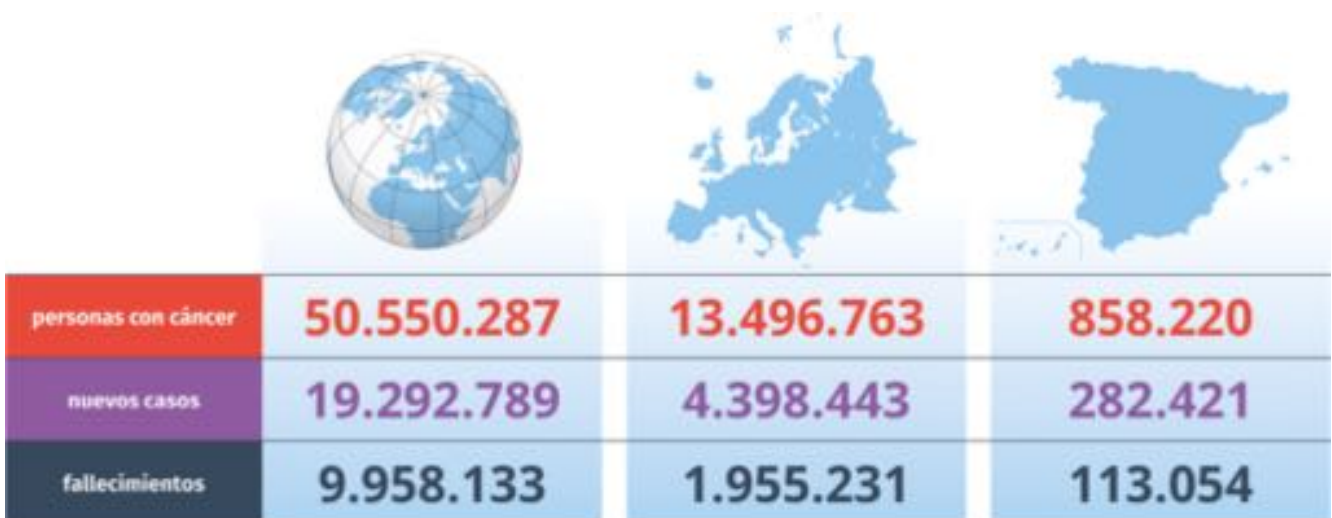 personas con cáncer 50.550.287 13.496.763 858.220
nuevos casos 19.292.789 4.398.443 282.421
fallecimientos 9.958.133 1.955.231 113.054